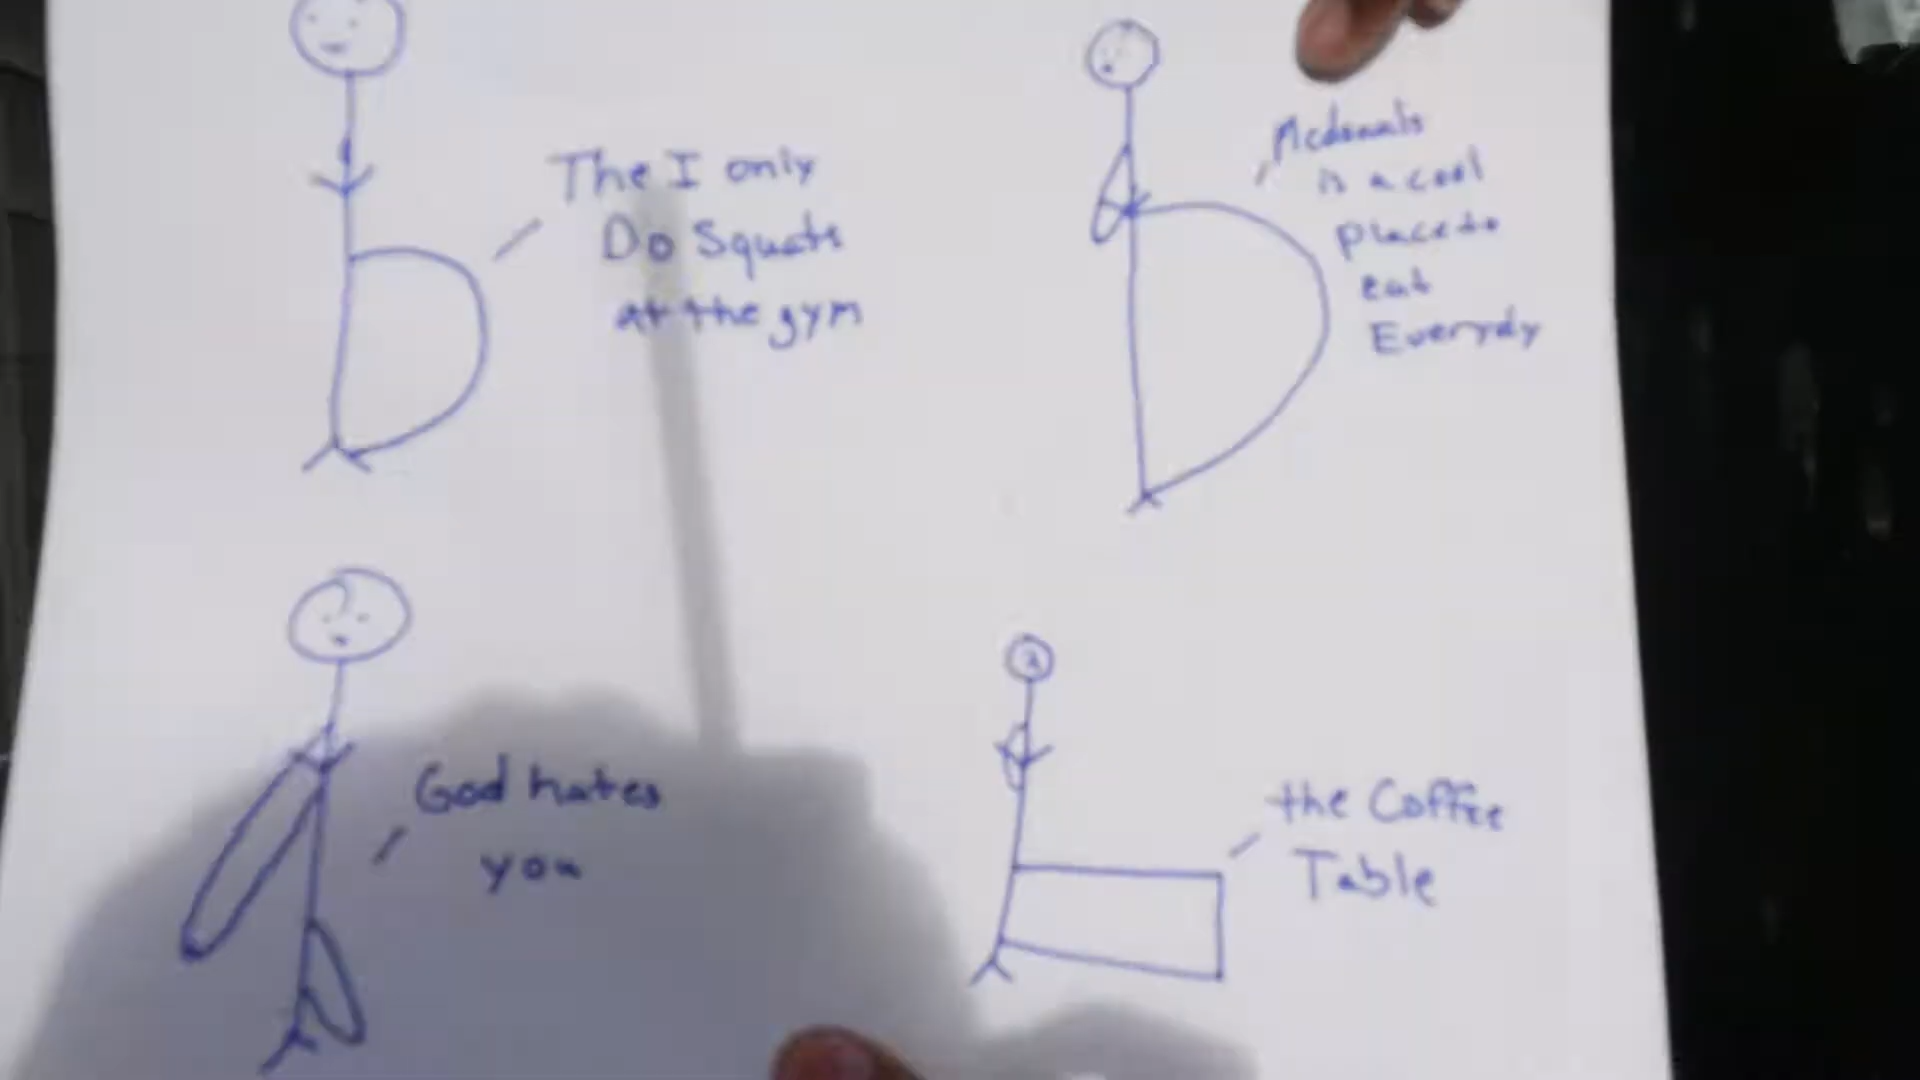 The I only
Do Squats
at the gym
Mcdonals
is a cool
place to
eat
Everydy
God hates
you
the Coffee
Table